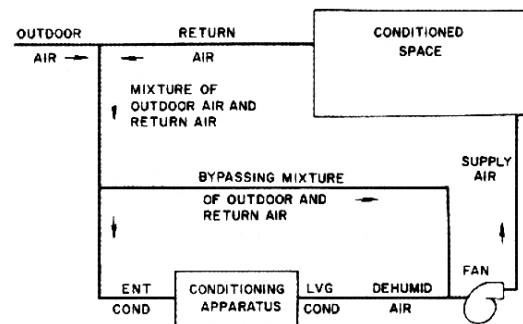 OUTDOOR
AIR
RETURN
AIR
CONDITIONED
SPACE
MIXTURE OF
OUTDOOR AIR AND
RETURN AIR
SUPPLY
AIR
BYPASSING MIXTURE
OF OUTDOOR AND
RETURN AIR
FAN
ENT
COND
CONDITIONING
APPARATUS
LVG
COND
DEHUMID
AIR